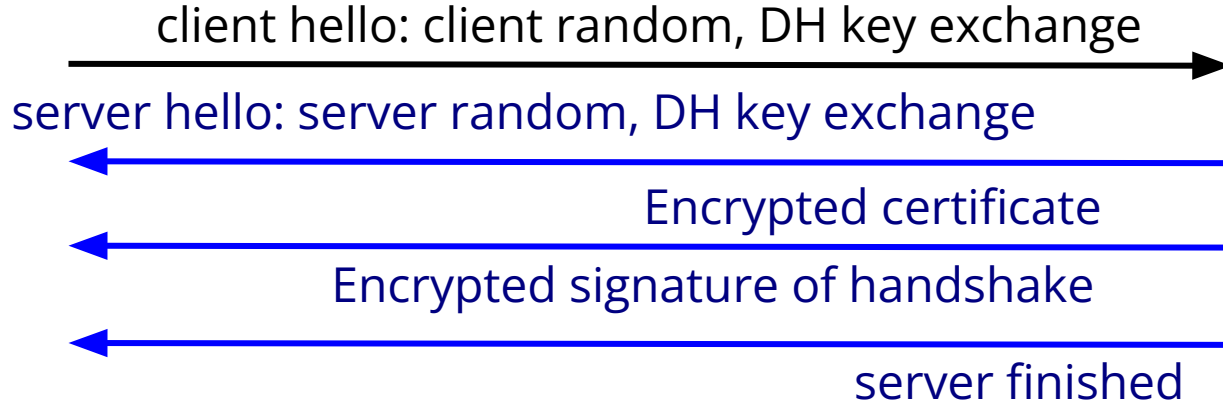 client hello: client random, DH key exchange
server hello: server random, DH key exchange
Encrypted certificate
Encrypted signature of handshake
server finished